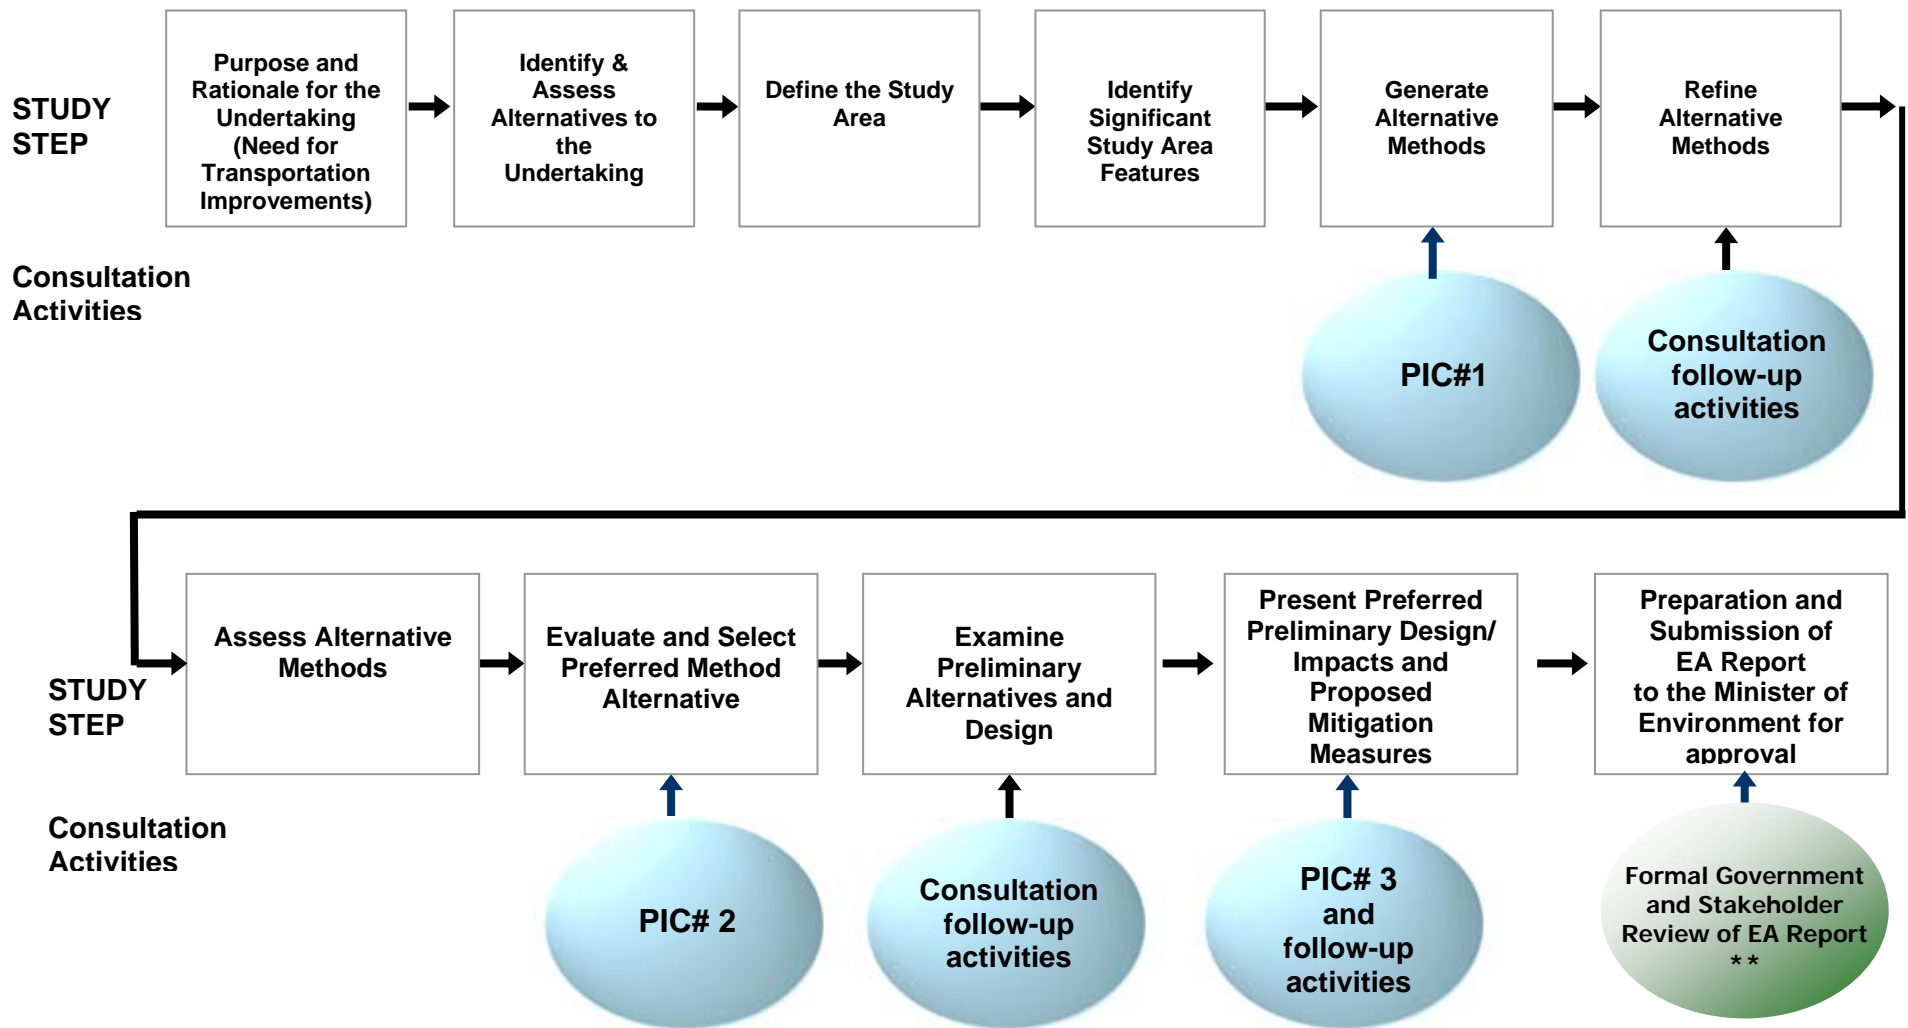 STUDY
STEP
Purpose and
Rationale for the
Undertaking
(Need for
Transportation
Improvements)
Identify &
Assess
Alternatives to
the
Undertaking
Define the Study
Area
Identify
Significant
Study Area
Features
Generate
Alternative
Methods
Refine
Alternative
Methods
Consultation
Activities
PIC#1
Consultation
follow-up
activities
STUDY
STEP
Assess Alternative
Methods
Evaluate and Select
Preferred Method
Alternative
Examine
Preliminary
Alternatives and
Design
Present Preferred
Preliminary Design/
Impacts and
Proposed
Mitigation
Measures
Preparation and
Submission of
EA Report
to the Minister of
Environment for
approval
Consultation
Activities
PIC# 2
Consultation
follow-up
activities
PIC# 3
and
follow-up
activities
Formal Government
and Stakeholder
Review of EA Report
**